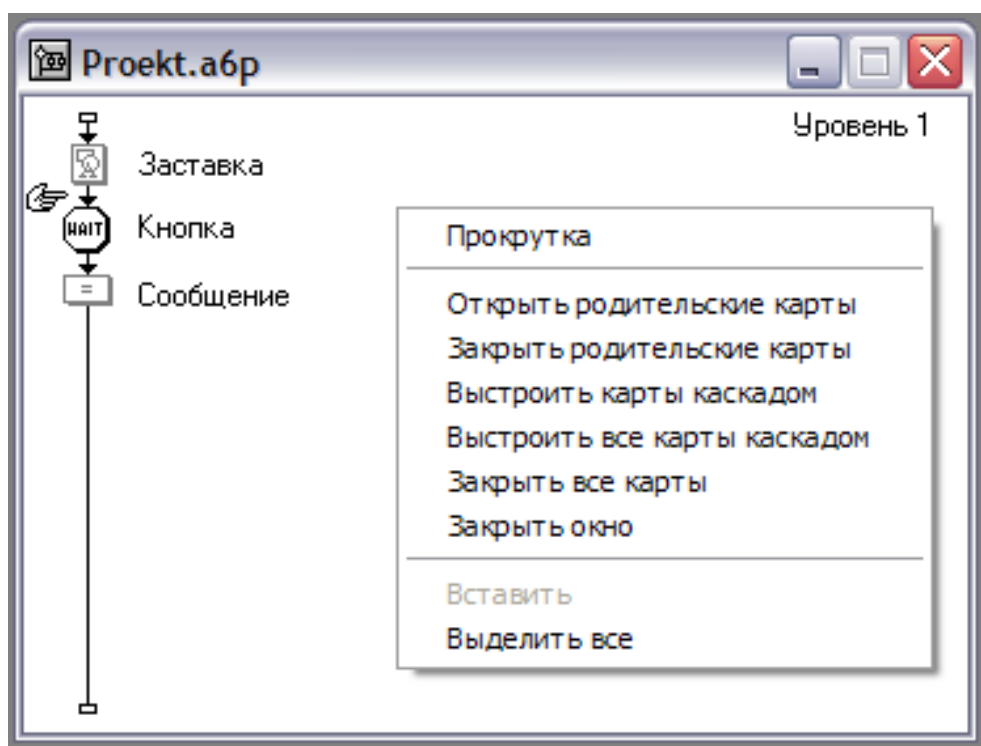 Proekt.a6p
Уровень 1
Заставка
Кнопка
WAIT
Сообщение
=
Прокрутка
Открыть родительские карты
Закрыть родительские карты
Выстроить карты каскадом
Выстроить все карты каскадом
Закрыть все карты
Закрыть окно
Вставить
Выделить все